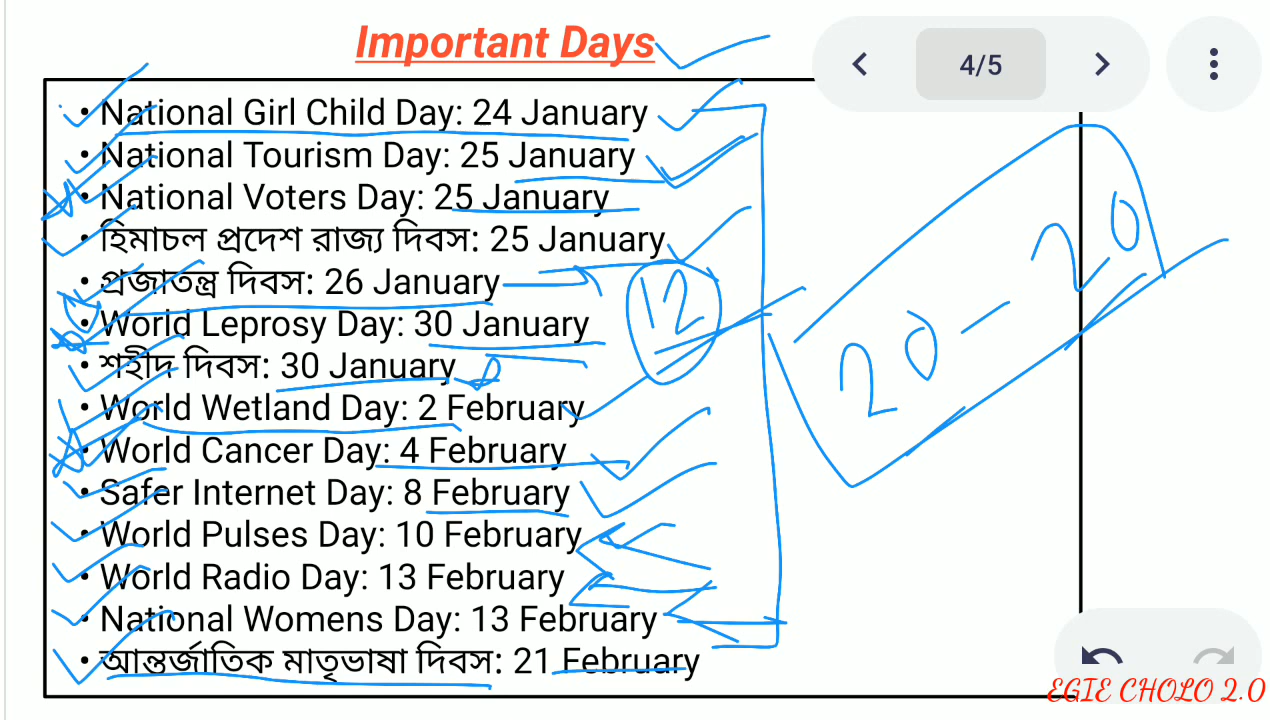 Important Days
4/5
• National Girl Child Day: 24 January
• National Tourism Day: 25 January
• National Voters Day: 25 January
• হিমাচল প্রদেশ রাজ্য দিবস: 25 January
• প্রজাতন্ত্র দিবস: 26 January
• World Leprosy Day: 30 January
• শহীদ দিবস: 30 January
• World Wetland Day: 2 February
• World Cancer Day: 4 February
• Safer Internet Day: 8 February
• World Pulses Day: 10 February
• World Radio Day: 13 February
• National Womens Day: 13 February
• আন্তর্জাতিক মাতৃভাষা দিবস: 21 February
12
20 - 20
EGIE CHOLO 2.0